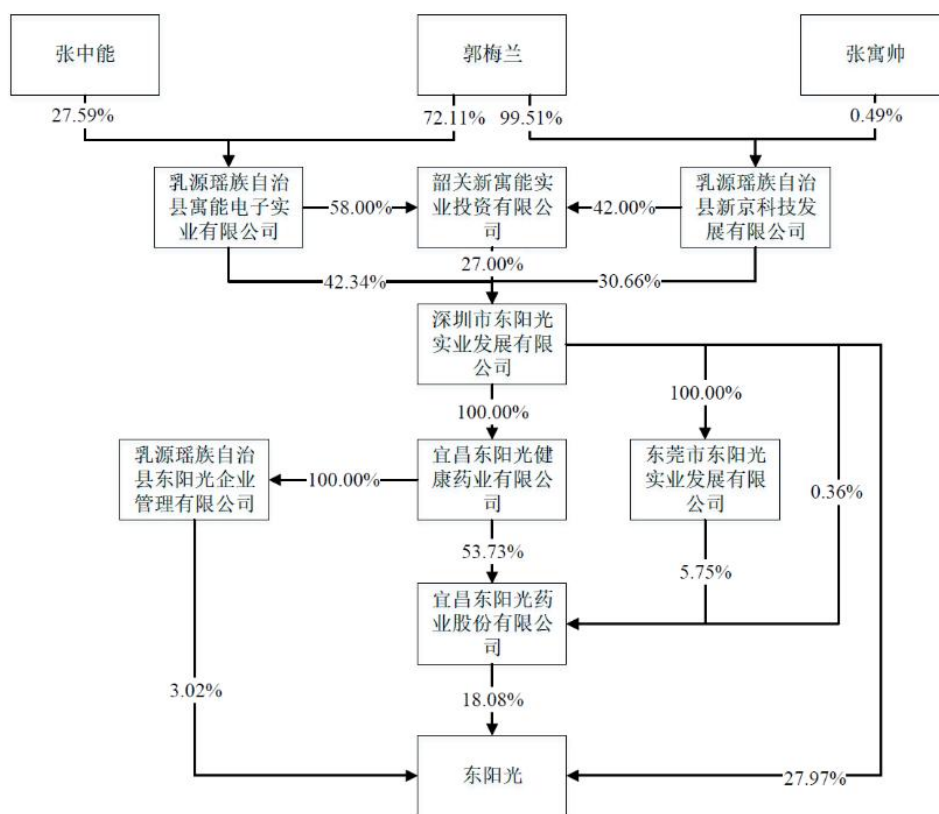 张中能
郭梅兰
张寓帅
27.59%
72.11%
99.51%
0.49%
乳源瑶族自治
县寓能电子实
业有限公司
58.00%
韶关新寓能实
业投资有限公
司
42.00%
乳源瑶族自治
县新京科技发
展有限公司
42.34%
27.00%
30.66%
深圳市东阳光
实业发展有限
公司
100.00%
100.00%
乳源瑶族自治
县东阳光企业
管理有限公司
100.00%
宜昌东阳光健
康药业有限公
司
东莞市东阳光
实业发展有限
公司
0.36%
53.73%
5.75%
宜昌东阳光药
业股份有限公
司
3.02%
18.08%
东阳光
27.97%